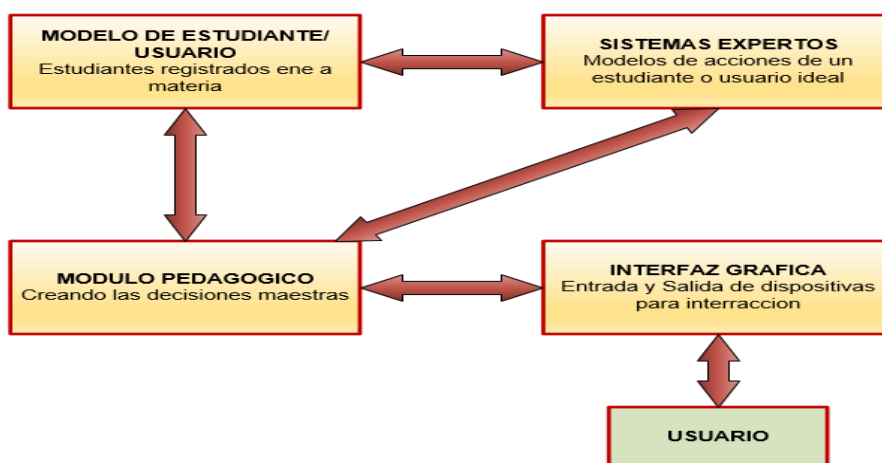 MODELO DE ESTUDIANTE/
USUARIO
Estudiantes registrados ene a
materia
SISTEMAS EXPERTOS
Modelos de acciones de un
estudiante o usuario ideal
MODULO PEDAGOGICO
Creando las decisiones maestras
INTERFAZ GRAFICA
Entrada y Salida de dispositivas
para interraccion
USUARIO